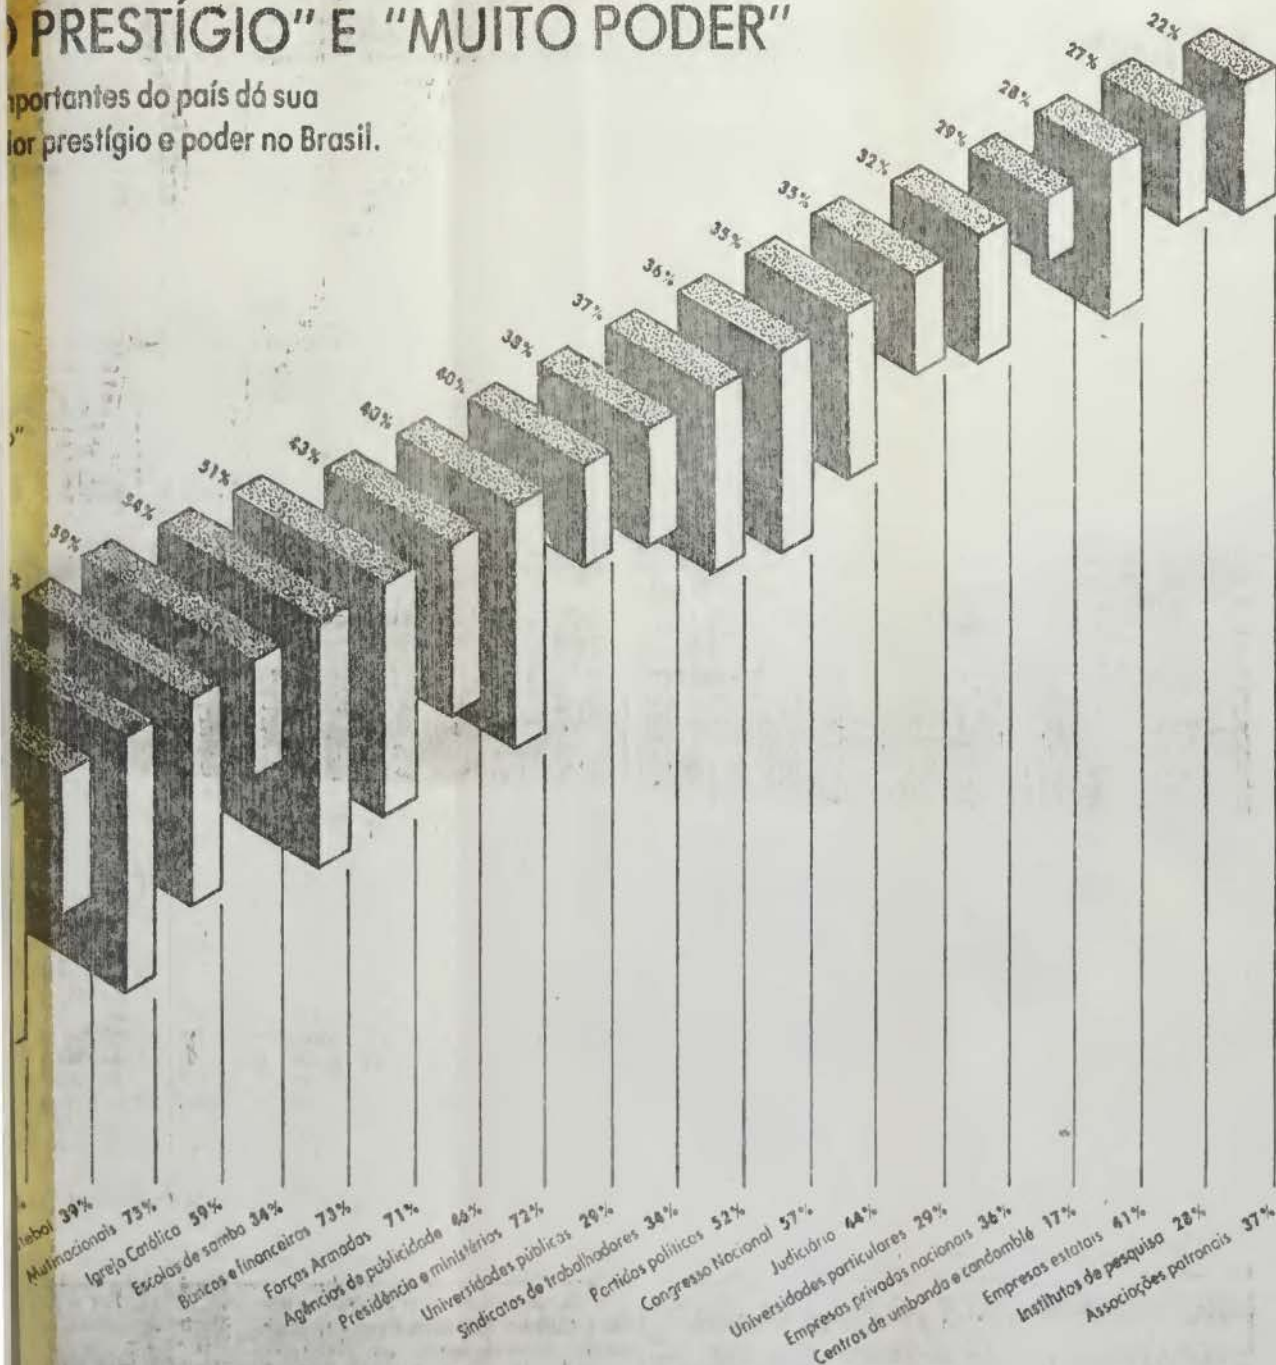 PRESTÍGIO" E "MUITO PODER"
portantes do país dá sua
prestígio e poder no Brasil.
22%
27%
28%
29%
32%
35%
35%
36%
37%
38%
40%
40%
43%
51%
54%
59%
39%
Multinacionais 73%
Igreja Católica 59%
Escolas de samba 34%
Bancos e financeiras 73%
Forças Armadas 71%
Agências de publicidade 46%
Presidência e ministérios 72%
Universidades públicas 29%
Sindicatos de trabalhadores 34%
Partidos políticos 52%
Congresso Nacional 57%
Judiciário 44%
Universidades particulares 29%
Empresas privadas nacionais 36%
Centros de umbanda e candomblé 17%
Empresas estatais 41%
Institutos de pesquisa 28%
Associações patronais 37%